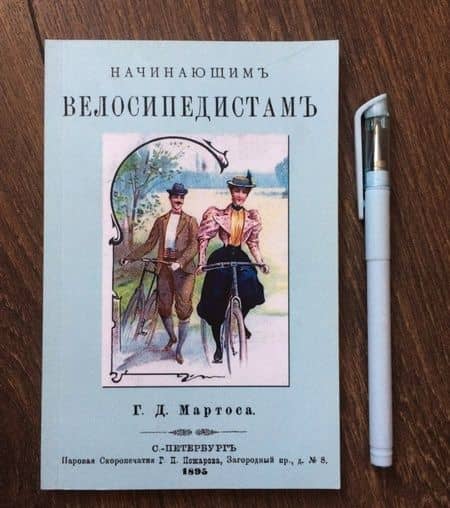 НАЧИНАЮЩИМЪ
ВЕЛОСИПЕДИСТАМЪ
Г. Д. Мартоса.
С.-ПЕТЕРБУРГЪ
Паровая Скоропечатня Г. П. Пожарова, Загородный пр., д. № 8.
1895